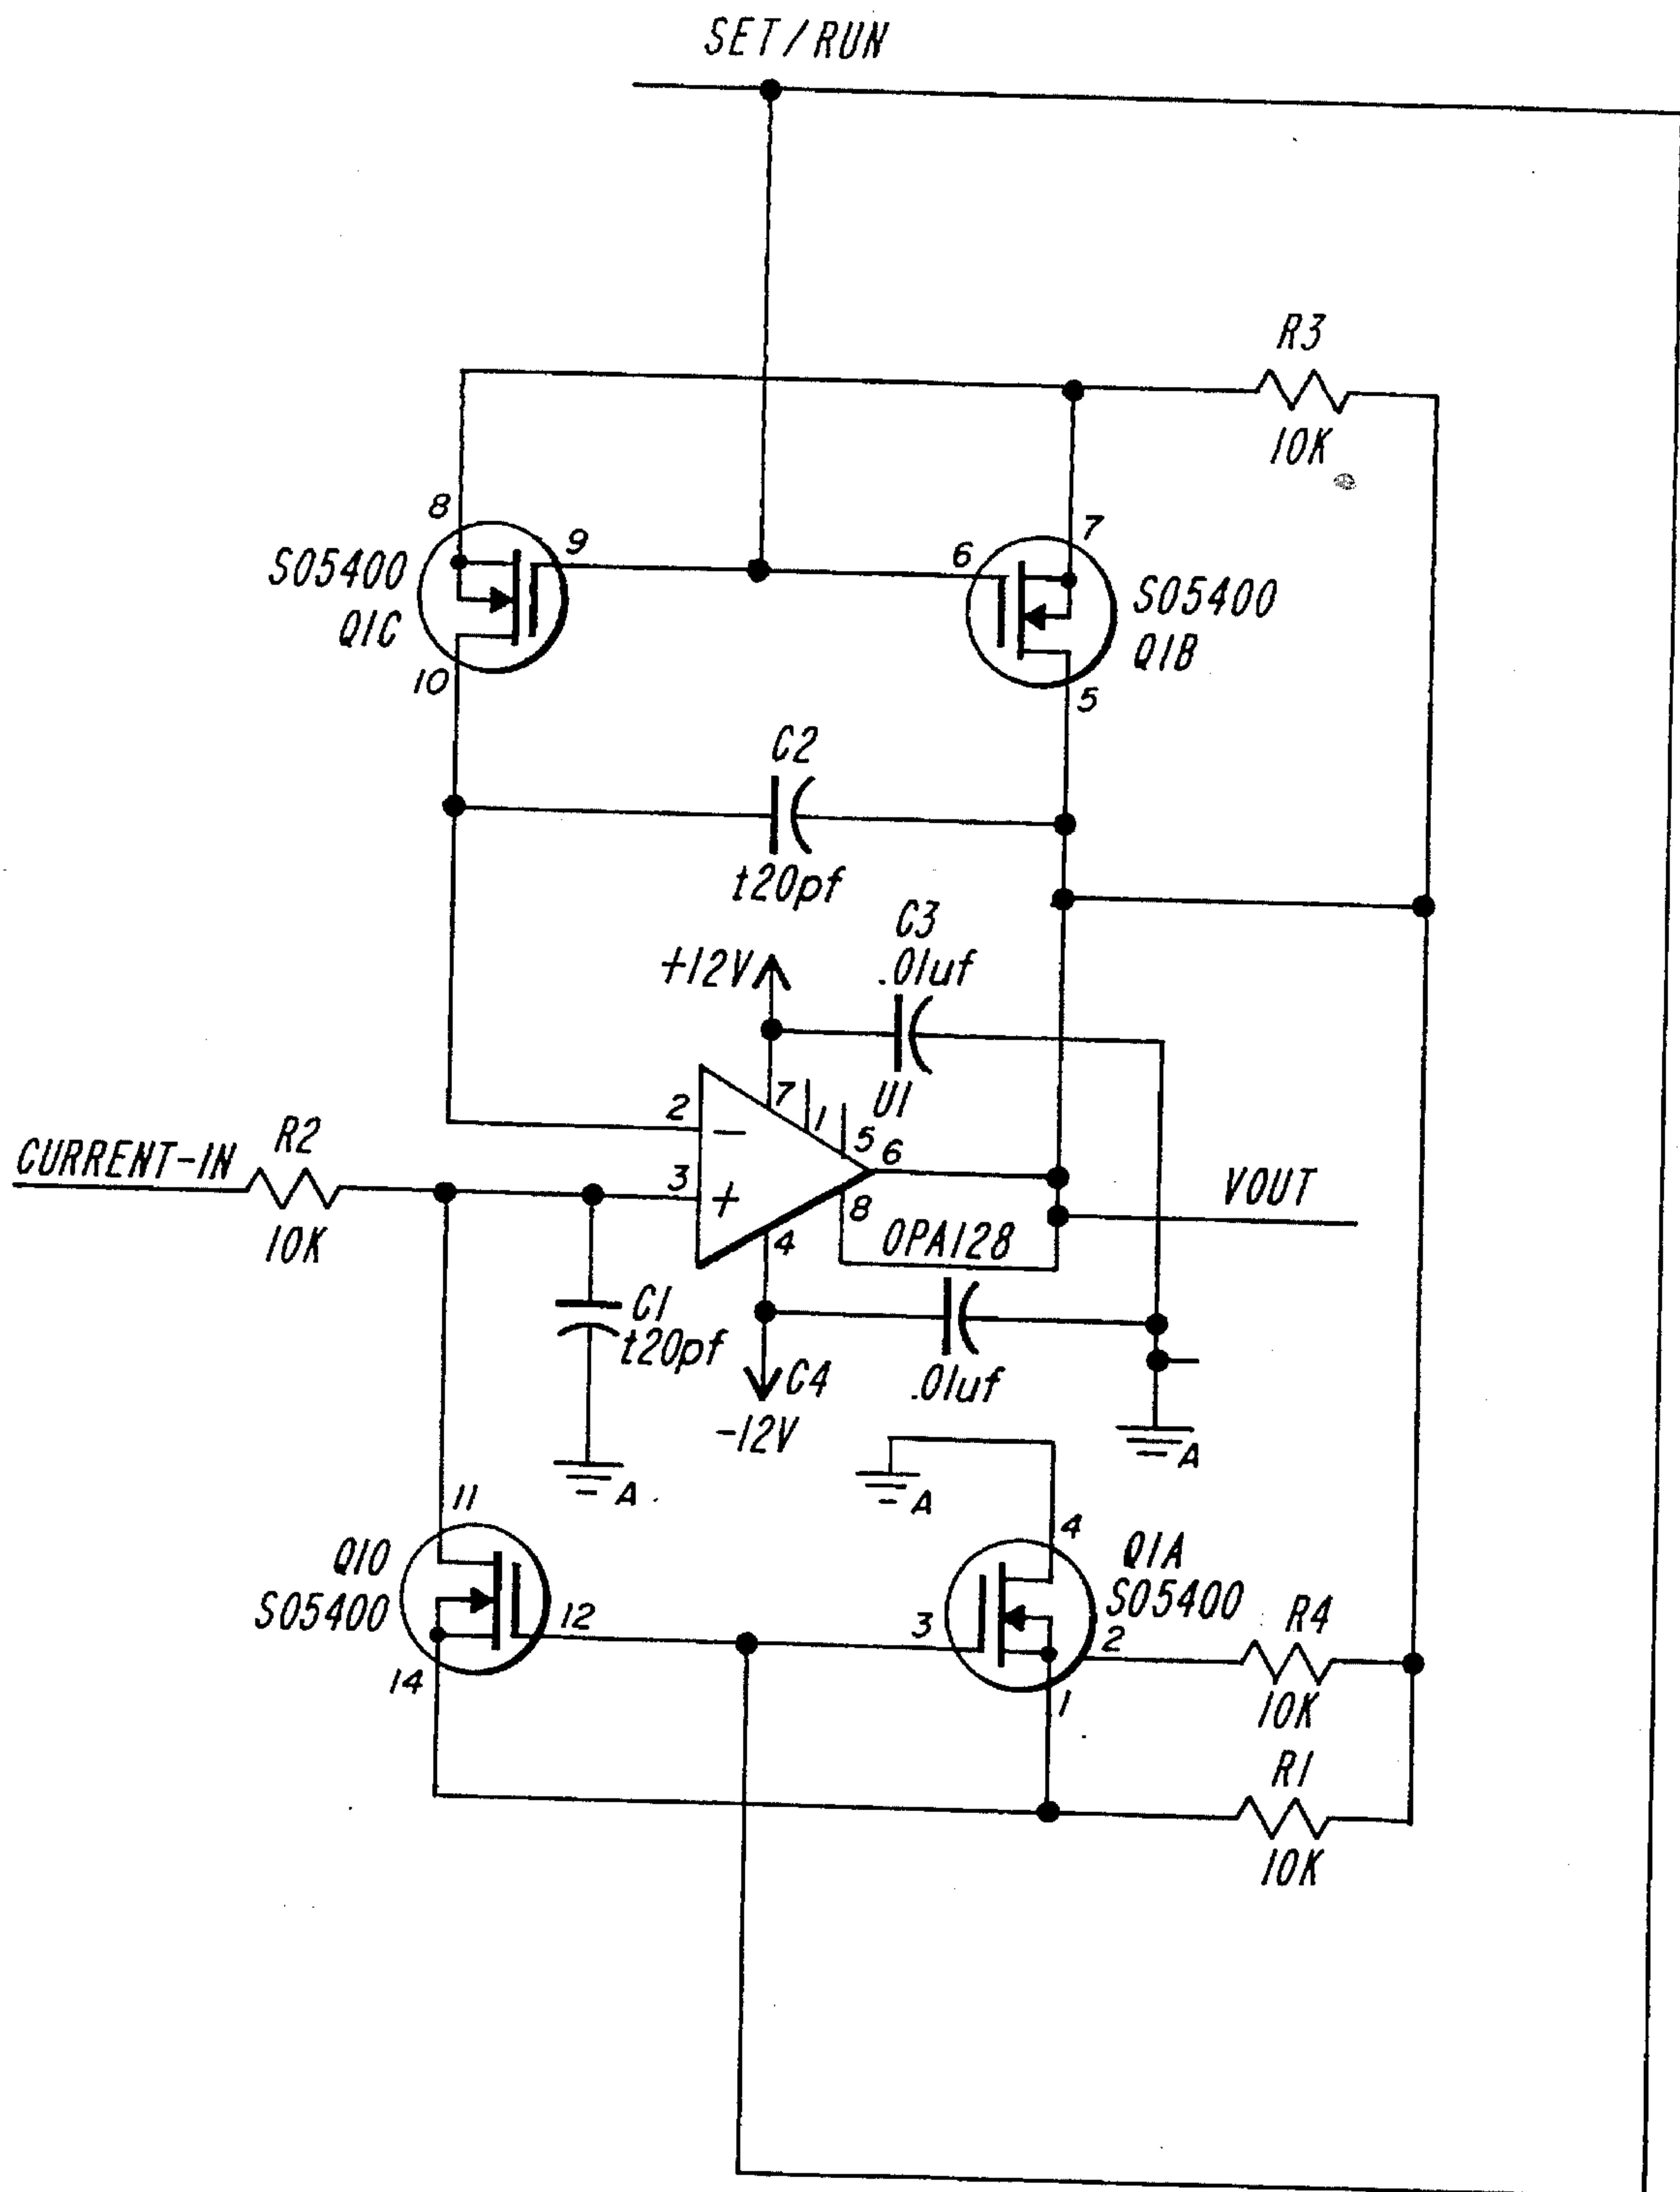 SET/RUN
R3
10K
8
9
S05400
Q1C
10
6
7
S05400
Q1B
5
C2
t20pf
C3
.01uf
+12V
7
1
5
U1
2
-
6
CURRENT-IN
R2
10K
3
+
8
4
OPA128
VOUT
C1
t20pf
C4
-12V
.01uf
A
A
A
11
Q1D
S05400
12
14
4
Q1A
S05400
3
2
1
R4
10K
R1
10K